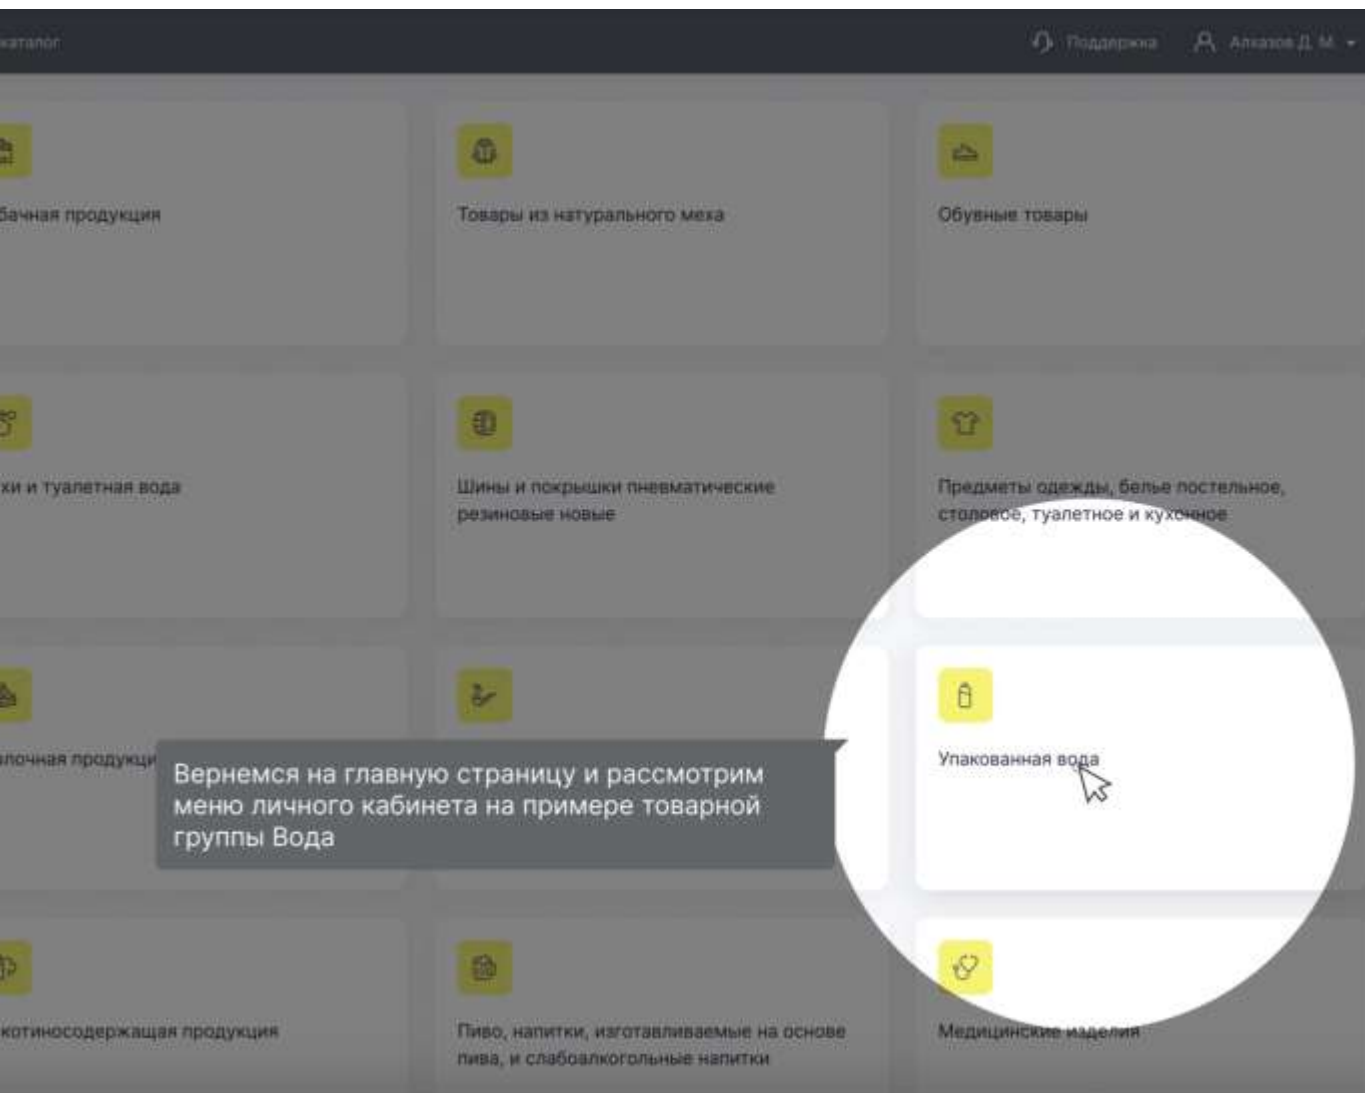 каталог
Поддержка
Алхазов Д. М.
бачная продукция
Товары из натурального меха
Обувные товары
хи и туалетная вода
Шины и покрышки пневматические
резиновые новые
Предметы одежды, белье постельное,
столовое, туалетное и кухонное
лочная продукци
Упакованная вода
Вернемся на главную страницу и рассмотрим
меню личного кабинета на примере товарной
группы Вода
котиносодержащая продукция
Пиво, напитки, изготавливаемые на основе
пива, и слабоалкогольные напитки
Медицинские изделия